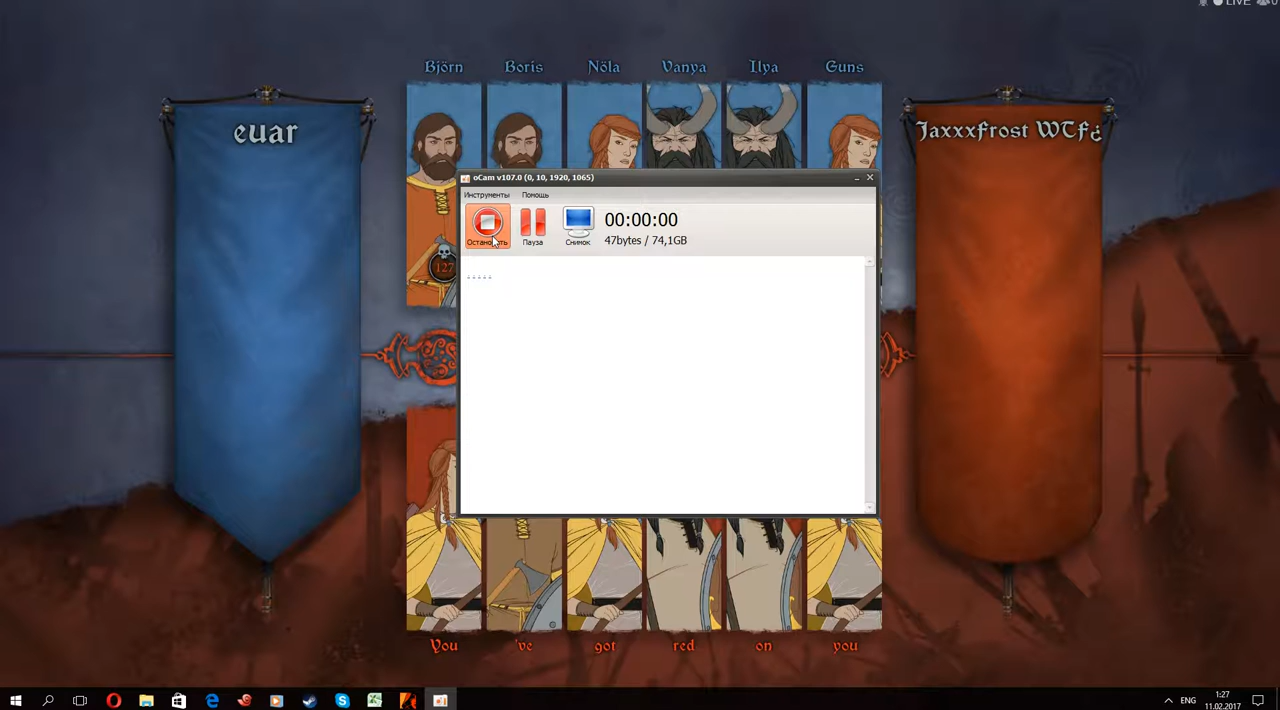 LIVE
Björn Boris Nöla Vanya Ilya Guns
euar
JaxxxFrost WTF¿
oCam v107.0 (0, 10, 1920, 1065)
Инструменты Помощь
00:00:00
47bytes / 74,1GB
Остановить Пауза Снимок
127
- - - - -
You 've got red on you
ENG
1:27
11.02.2017